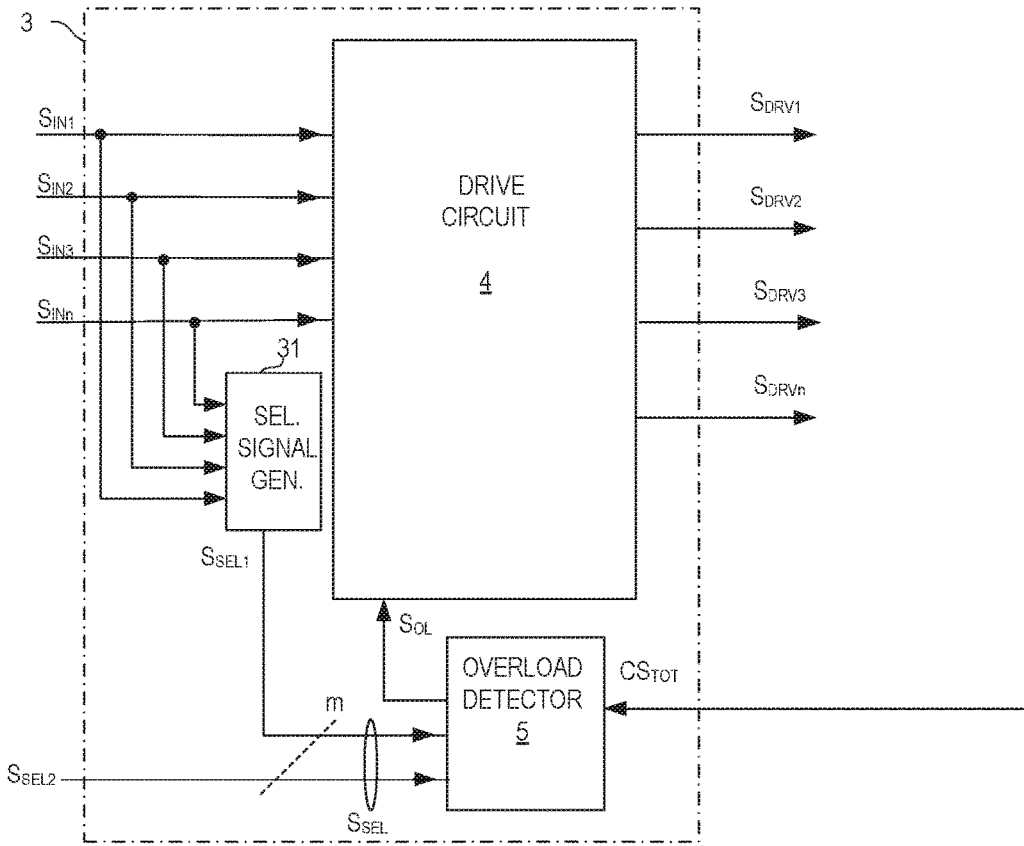 3
SIN1
SIN2
SIN3
SINn
DRIVE
CIRCUIT
4
SDRV1
SDRV2
SDRV3
SDRVn
31
SEL.
SIGNAL
GEN.
SSEL1
SOL
OVERLOAD
DETECTOR
5
CSTOT
m
SSEL2
SSEL